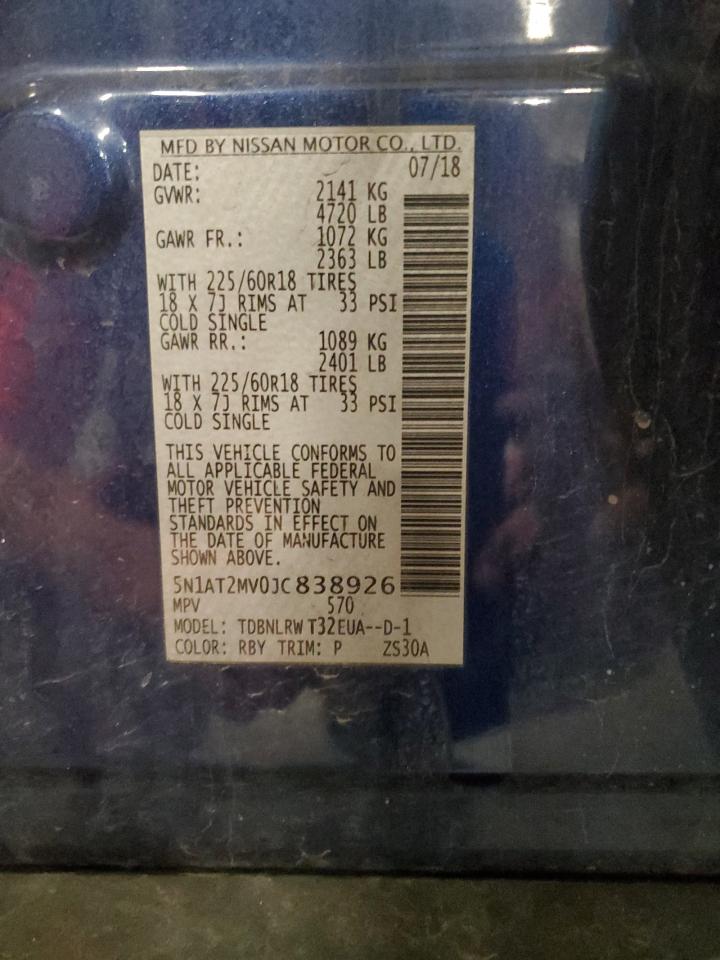 MFD BY NISSAN MOTOR CO., LTD.
DATE: 07/18
GVWR: 2141 KG
4720 LB
GAWR FR.: 1072 KG
2363 LB
WITH 225/60R18 TIRES
18 X 7J RIMS AT 33 PSI
COLD SINGLE
GAWR RR.: 1089 KG
2401 LB
WITH 225/60R18 TIRES
18 X 7J RIMS AT 33 PSI
COLD SINGLE
THIS VEHICLE CONFORMS TO
ALL APPLICABLE FEDERAL
MOTOR VEHICLE SAFETY AND
THEFT PREVENTION
STANDARDS IN EFFECT ON
THE DATE OF MANUFACTURE
SHOWN ABOVE.
5N1AT2MV0JC838926
MPV 570
MODEL: TDBNLRW T32EUA--D-1
COLOR: RBY TRIM: P ZS30A